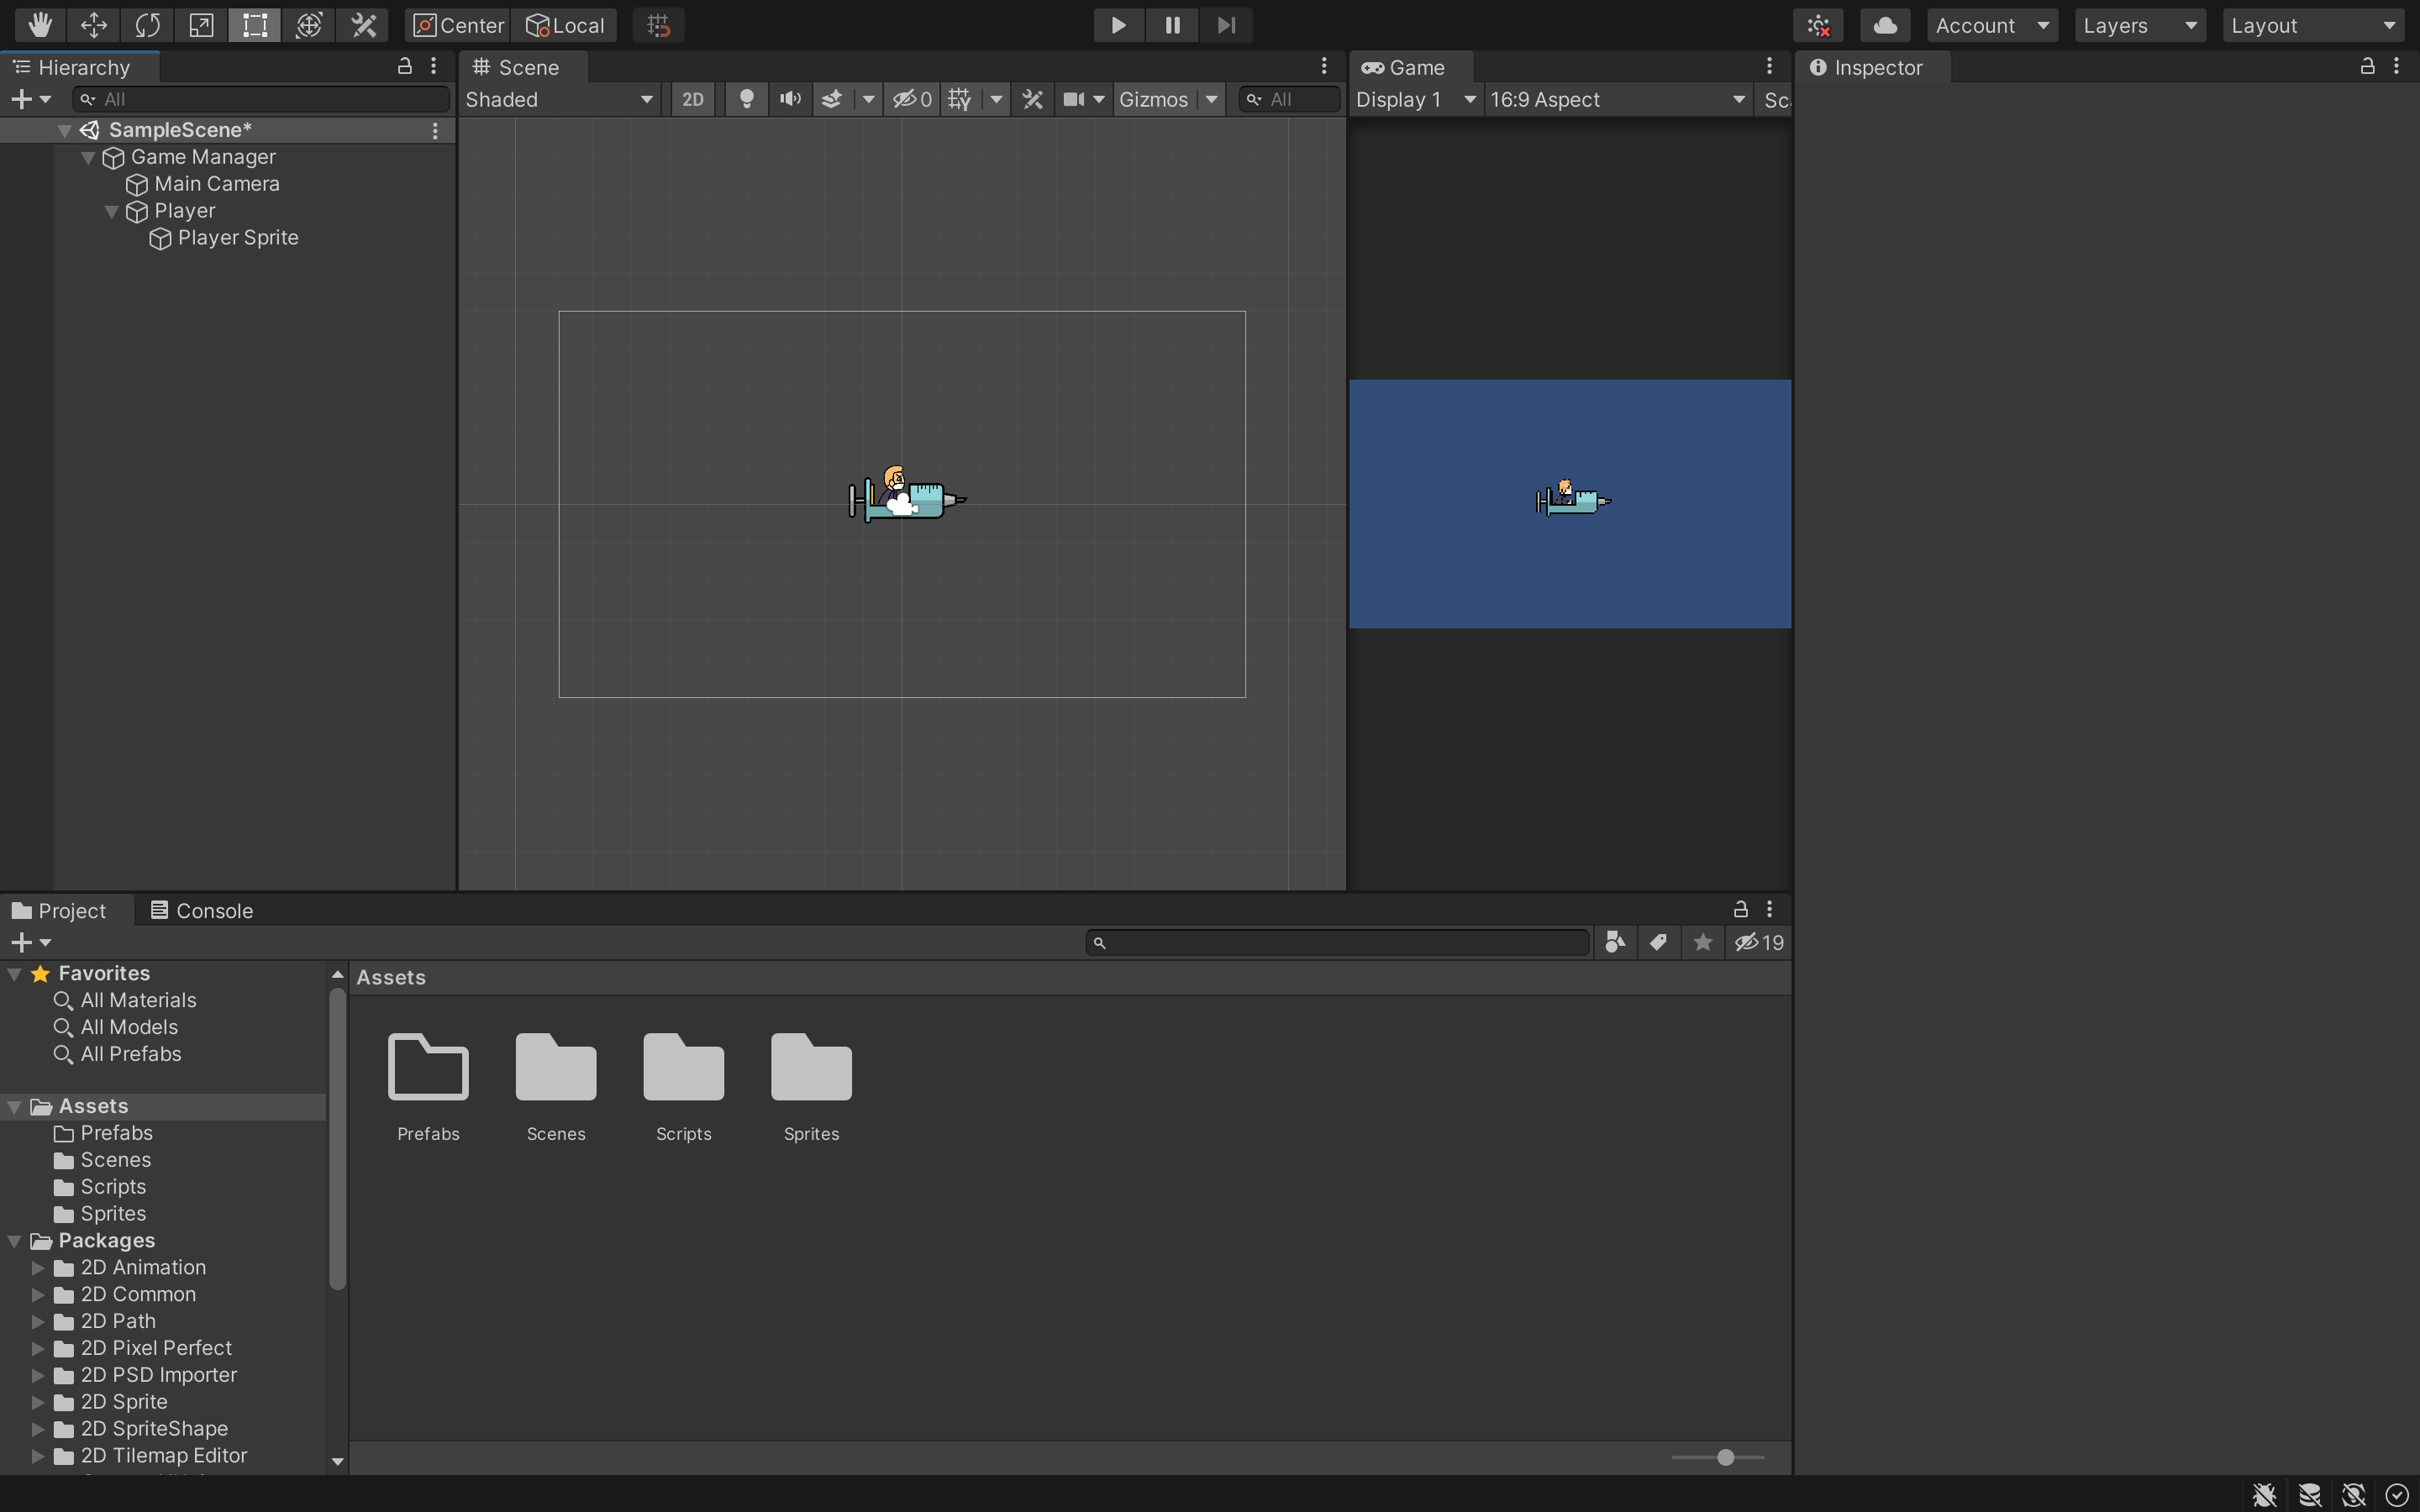 Center Local Account Layers Layout
Hierarchy Scene Game Inspector
All Shaded 2D 0 Gizmos All Display 1 16:9 Aspect Sc
SampleScene*
Game Manager
Main Camera
Player
Player Sprite
Project Console
19
Favorites
All Materials
All Models
All Prefabs
Assets
Prefabs
Scenes
Scripts
Sprites
Packages
2D Animation
2D Common
2D Path
2D Pixel Perfect
2D PSD Importer
2D Sprite
2D SpriteShape
2D Tilemap Editor
Assets
Prefabs Scenes Scripts Sprites